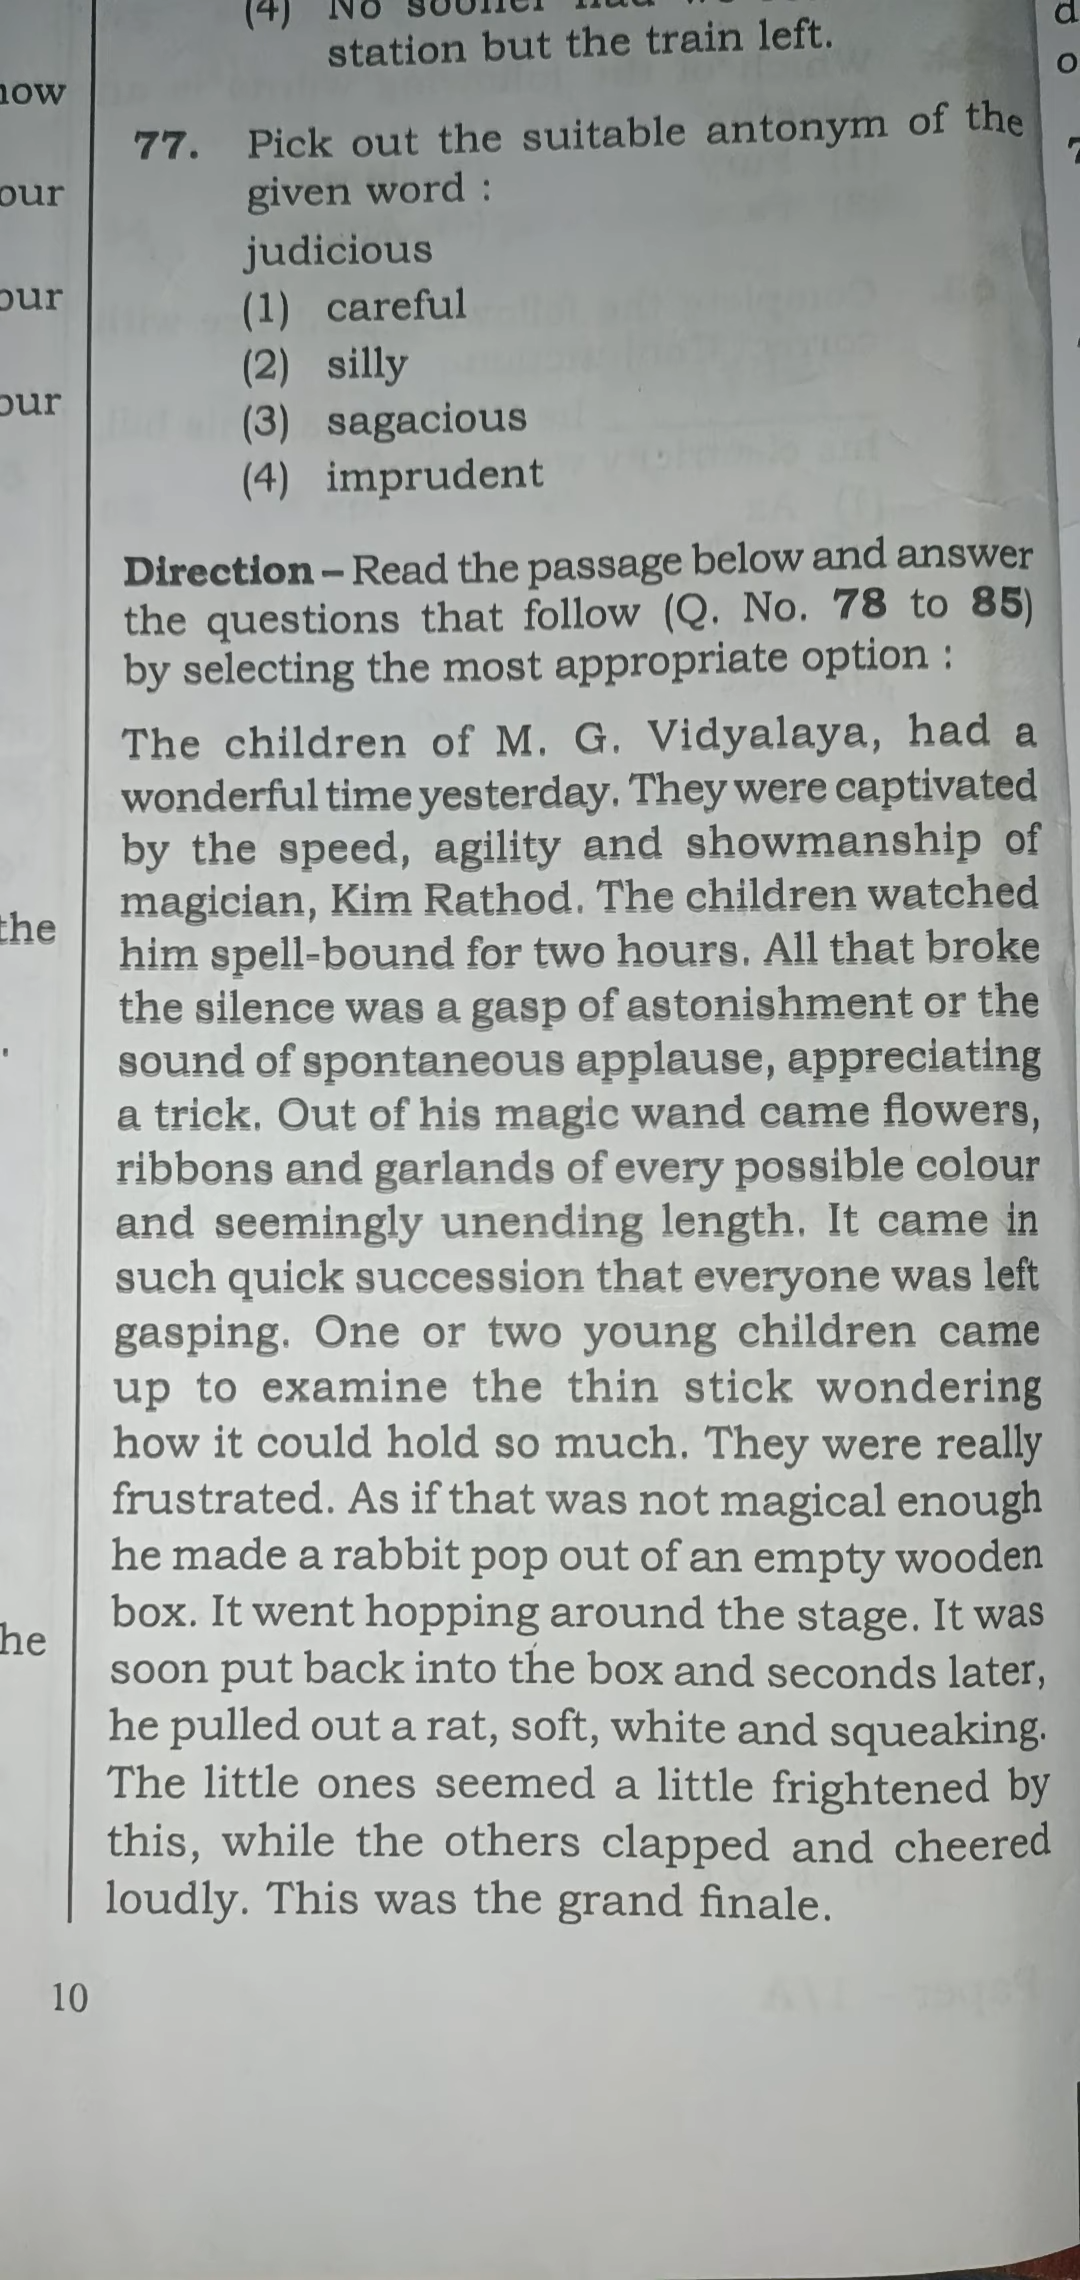 (4) No sooner had we
station but the train left.
77. Pick out the suitable antonym of the
given word :
judicious
(1) careful
(2) silly
(3) sagacious
(4) imprudent
Direction – Read the passage below and answer
the questions that follow (Q. No. 78 to 85)
by selecting the most appropriate option :
The children of M. G. Vidyalaya, had a
wonderful time yesterday. They were captivated
by the speed, agility and showmanship of
magician, Kim Rathod. The children watched
him spell-bound for two hours. All that broke
the silence was a gasp of astonishment or the
sound of spontaneous applause, appreciating
a trick. Out of his magic wand came flowers,
ribbons and garlands of every possible colour
and seemingly unending length. It came in
such quick succession that everyone was left
gasping. One or two young children came
up to examine the thin stick wondering
how it could hold so much. They were really
frustrated. As if that was not magical enough
he made a rabbit pop out of an empty wooden
box. It went hopping around the stage. It was
soon put back into the box and seconds later,
he pulled out a rat, soft, white and squeaking.
The little ones seemed a little frightened by
this, while the others clapped and cheered
loudly. This was the grand finale.
our
our
our
the
he
10